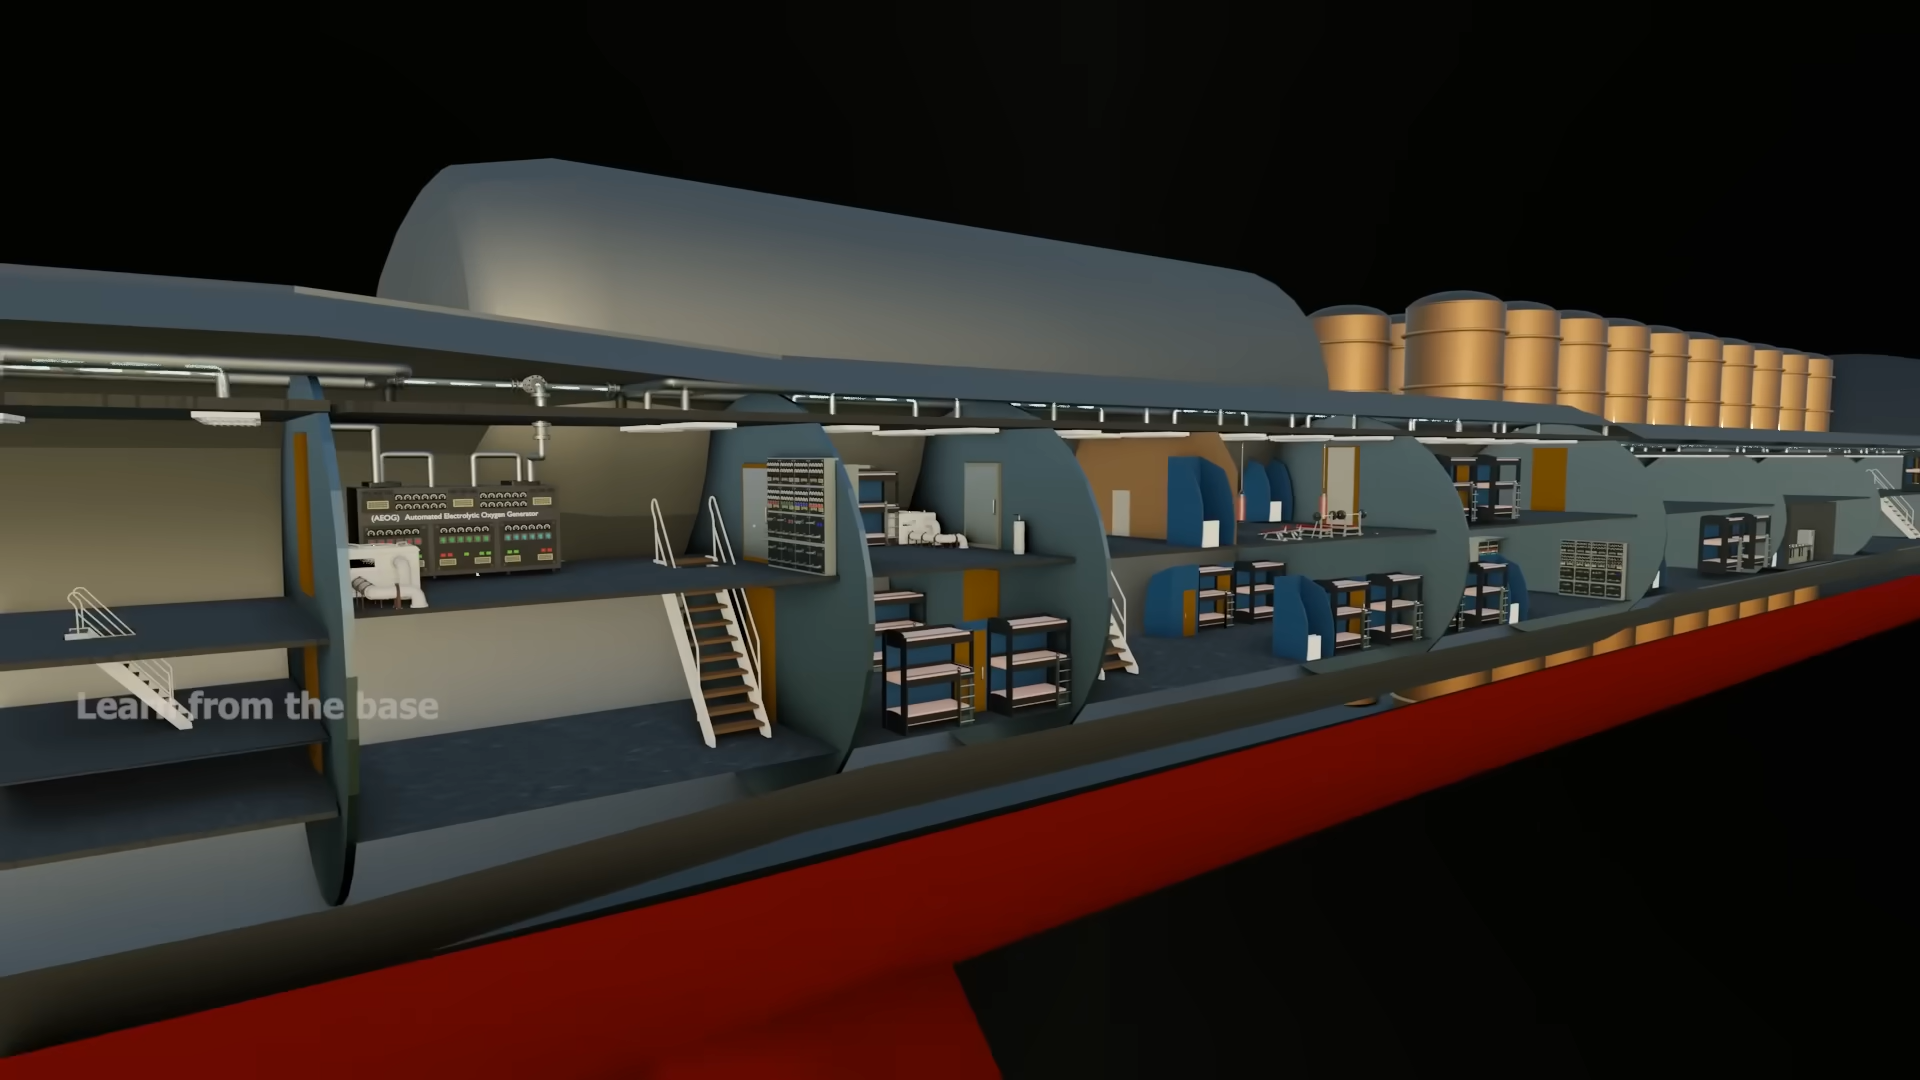 (AEOG) Automated Electrolytic Oxygen Generator
Learn from the base